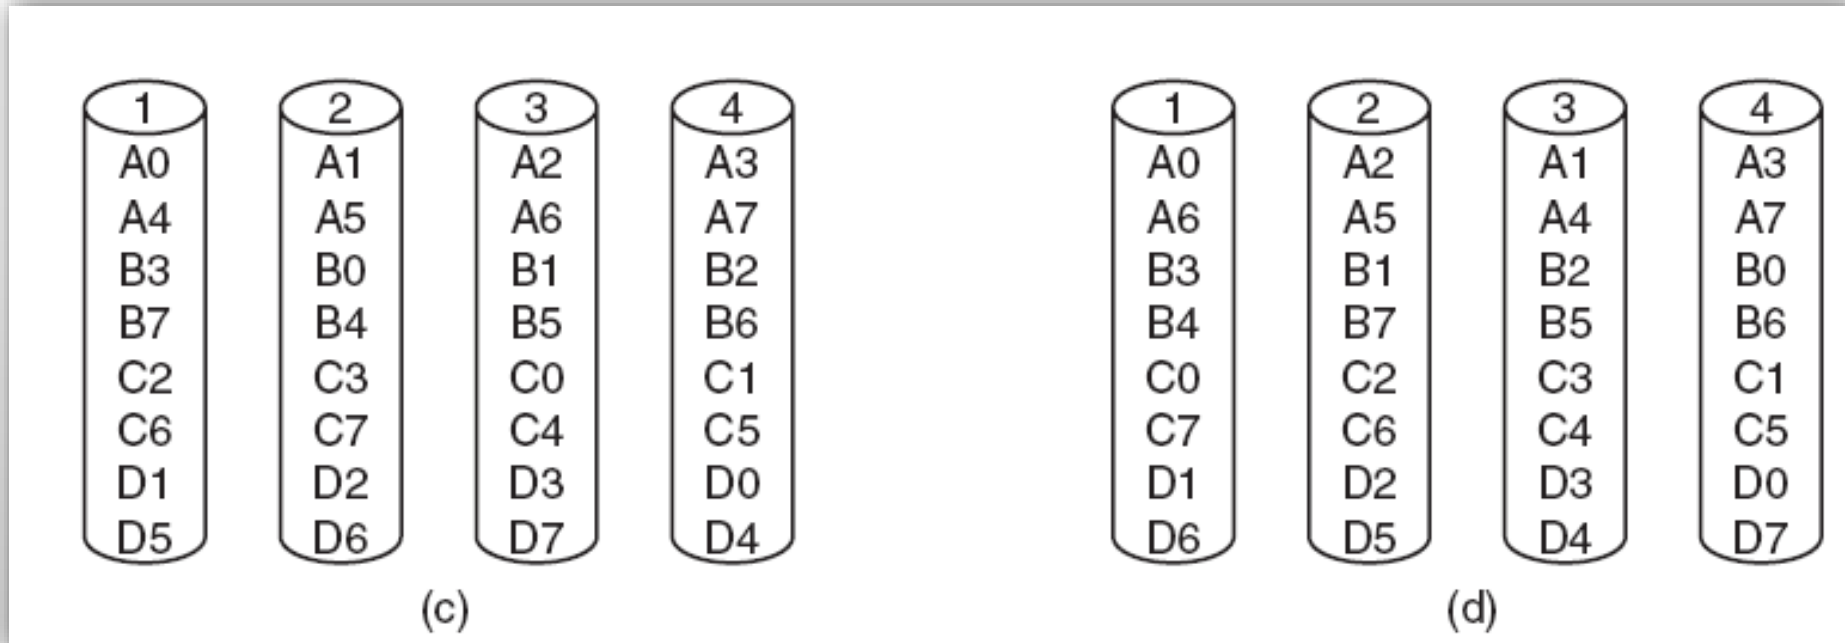 1 2 3 4 1 2 3 4
A0 A1 A2 A3 A0 A2 A1 A3
A4 A5 A6 A7 A6 A5 A4 A7
B3 B0 B1 B2 B3 B1 B2 B0
B7 B4 B5 B6 B4 B7 B5 B6
C2 C3 C0 C1 C0 C2 C3 C1
C6 C7 C4 C5 C7 C6 C4 C5
D1 D2 D3 D0 D1 D2 D3 D0
D5 D6 D7 D4 D6 D5 D4 D7
(c) (d)